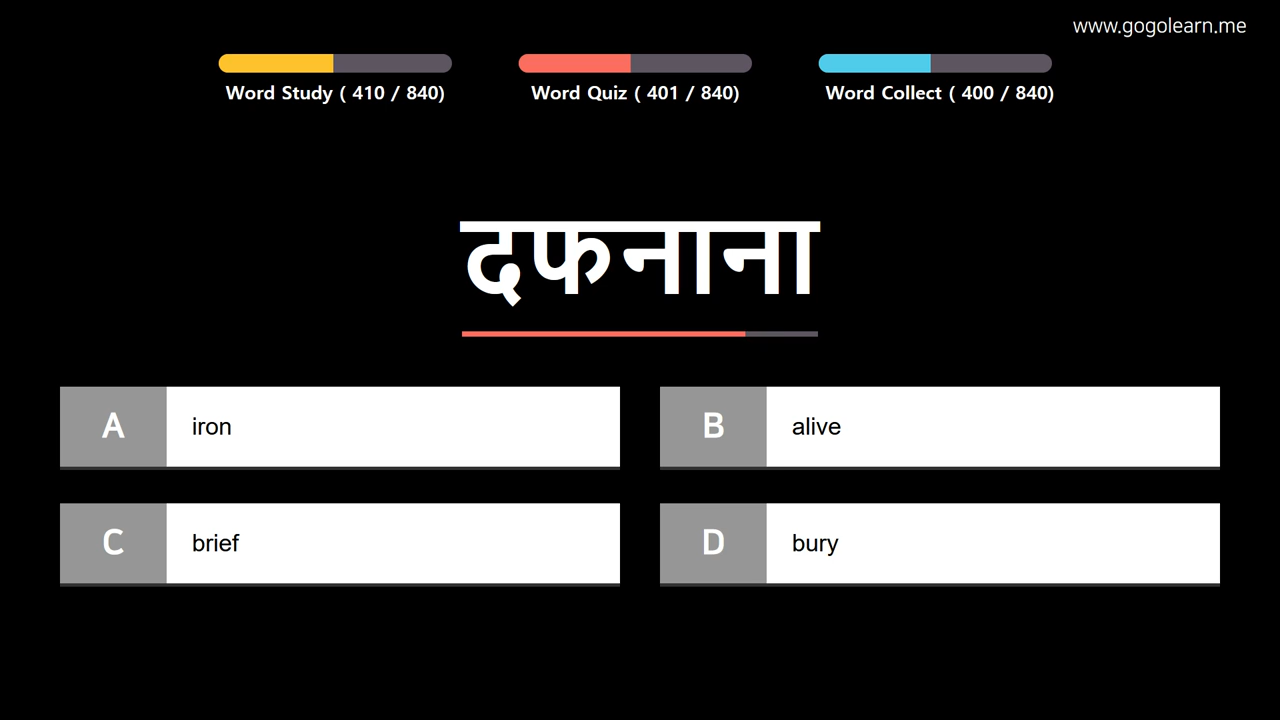 www.gogolearn.me
Word Study ( 410 / 840) Word Quiz ( 401 / 840) Word Collect ( 400 / 840)
दफनाना
A iron
B alive
C brief
D bury